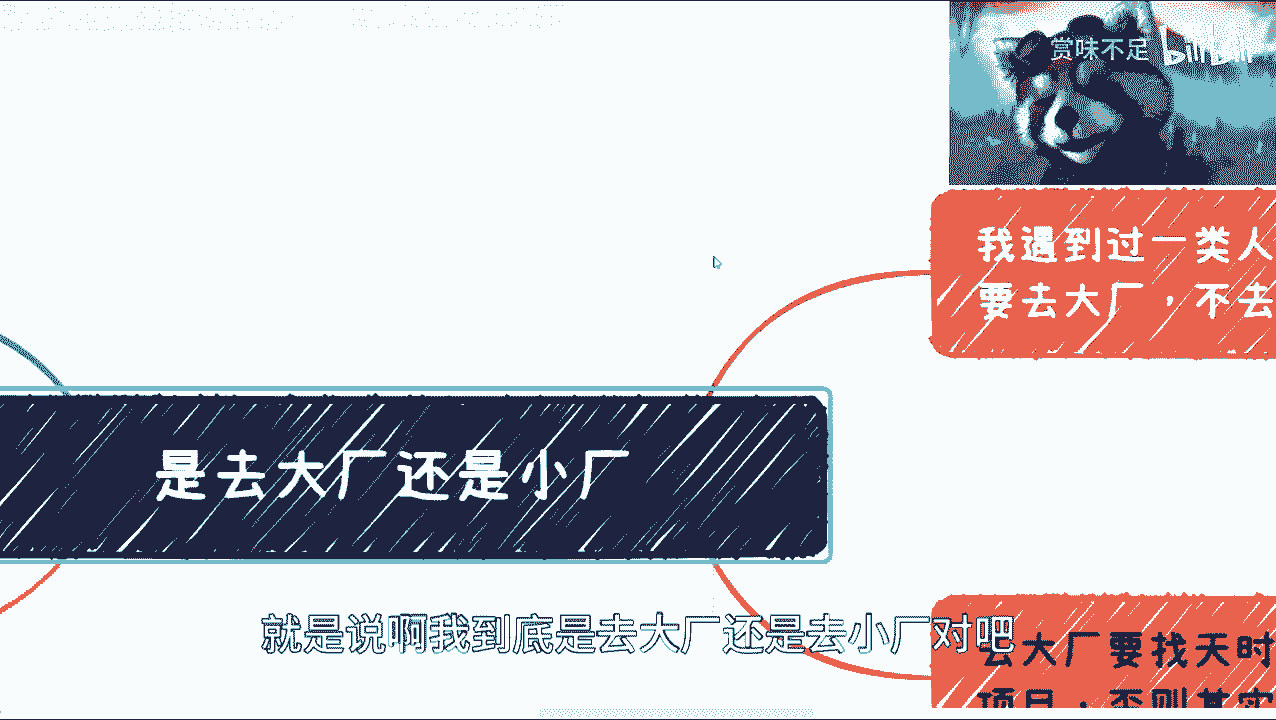 赏味不足 bilibili
我遇到过一类人
要去大厂，不去
是去大厂还是小厂
就是说啊我到底是去大厂还是去小厂对吧
去大厂要找天时
项目，否则其实